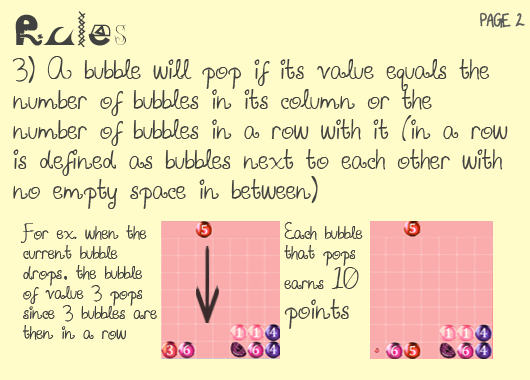 Rules
PAGE 2
3) A bubble will pop if its value equals the
number of bubbles in its column or the
number of bubbles in a row with it (in a row
is defined as bubbles next to each other with
no empty space in between)
For ex. when the
current bubble
drops, the bubble
of value 3 pops
since 3 bubbles are
then in a row
5
1 1 4
3 6 6 4
Each bubble
that pops
earns 10
points
5
1 1 4
6 5 6 4